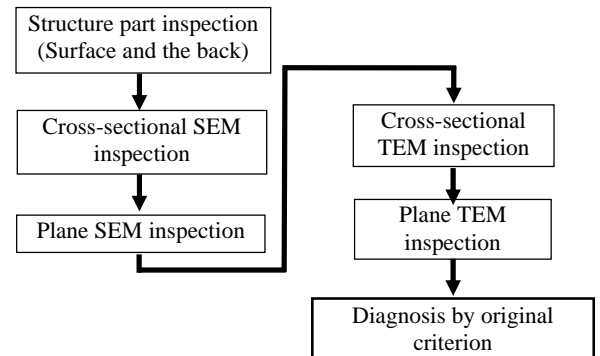 Structure part inspection
(Surface and the back)
Cross-sectional SEM
inspection
Plane SEM inspection
Cross-sectional
TEM inspection
Plane TEM
inspection
Diagnosis by original
criterion